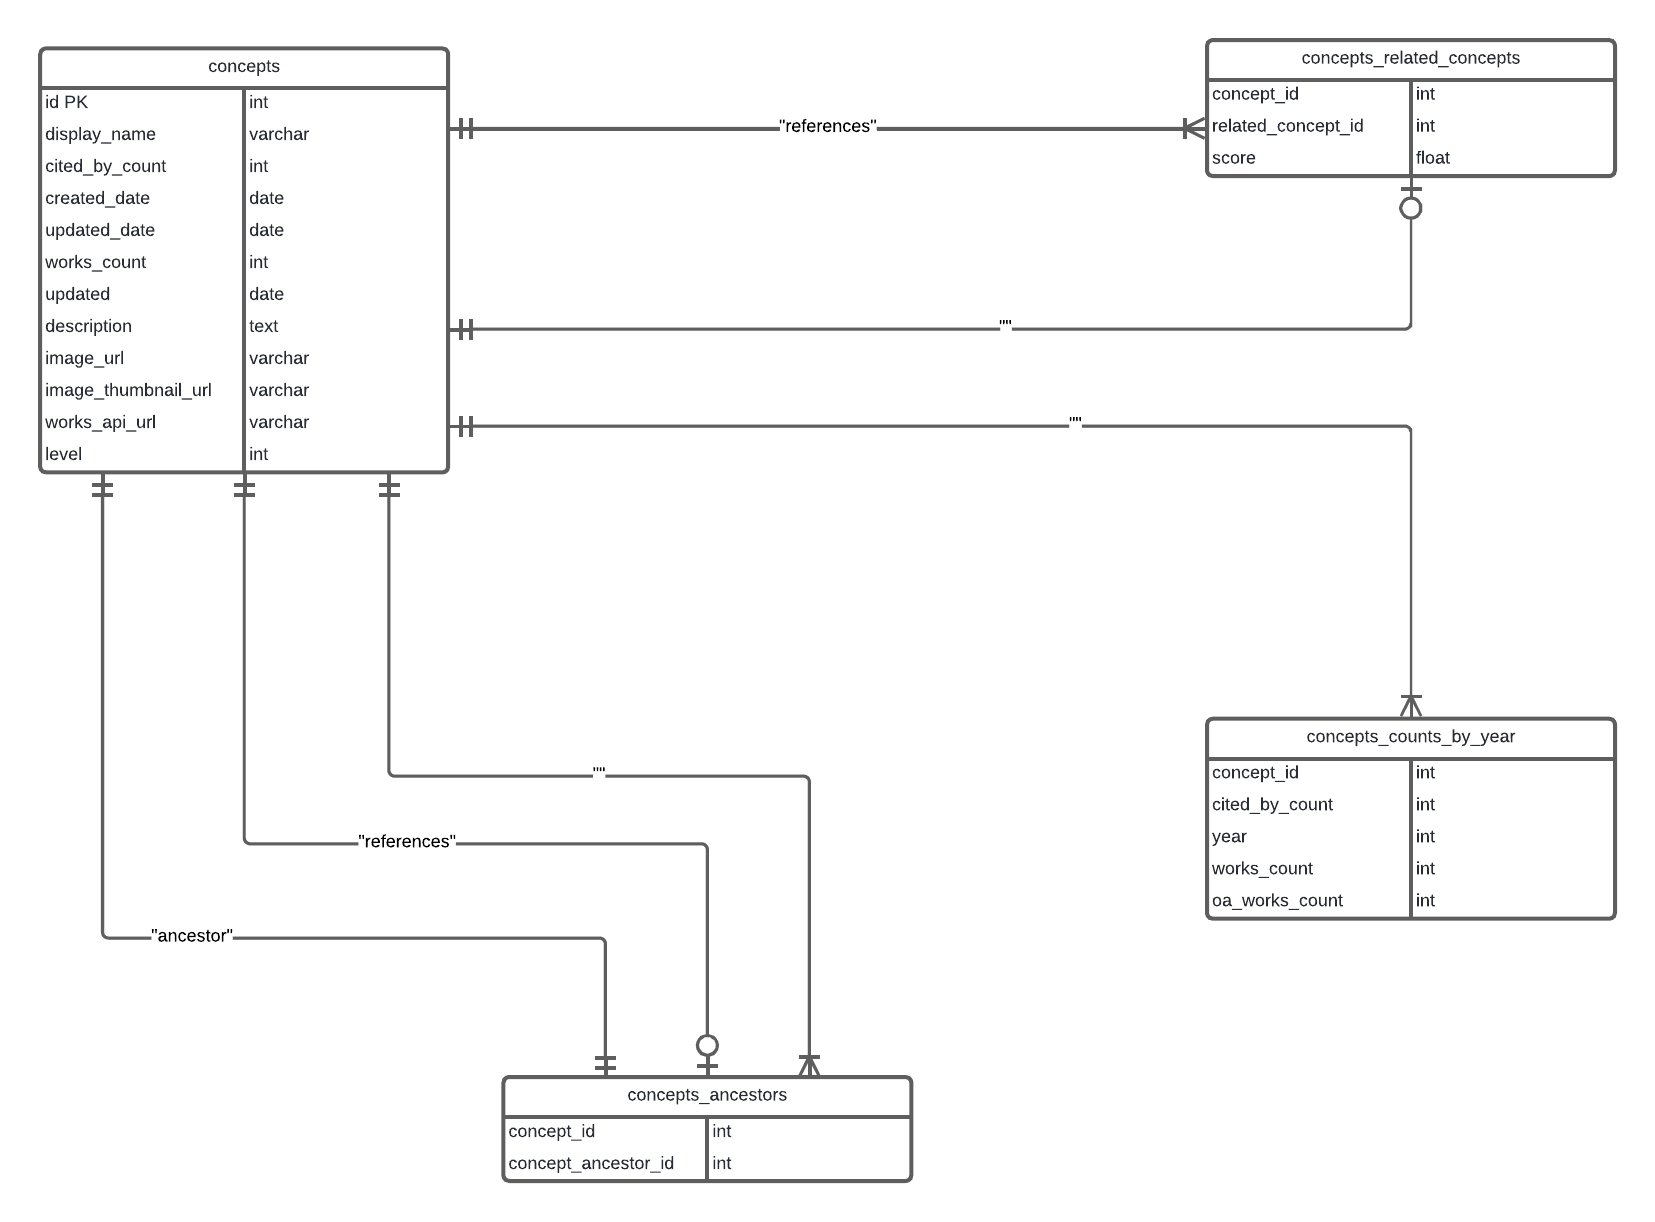 concepts
id PK int
display_name varchar
cited_by_count int
created_date date
updated_date date
works_count int
updated date
description text
image_url varchar
image_thumbnail_url varchar
works_api_url varchar
level int
"references"
concepts_related_concepts
concept_id int
related_concept_id int
score float
""
""
concepts_counts_by_year
concept_id int
cited_by_count int
year int
works_count int
oa_works_count int
""
"references"
"ancestor"
concepts_ancestors
concept_id int
concept_ancestor_id int